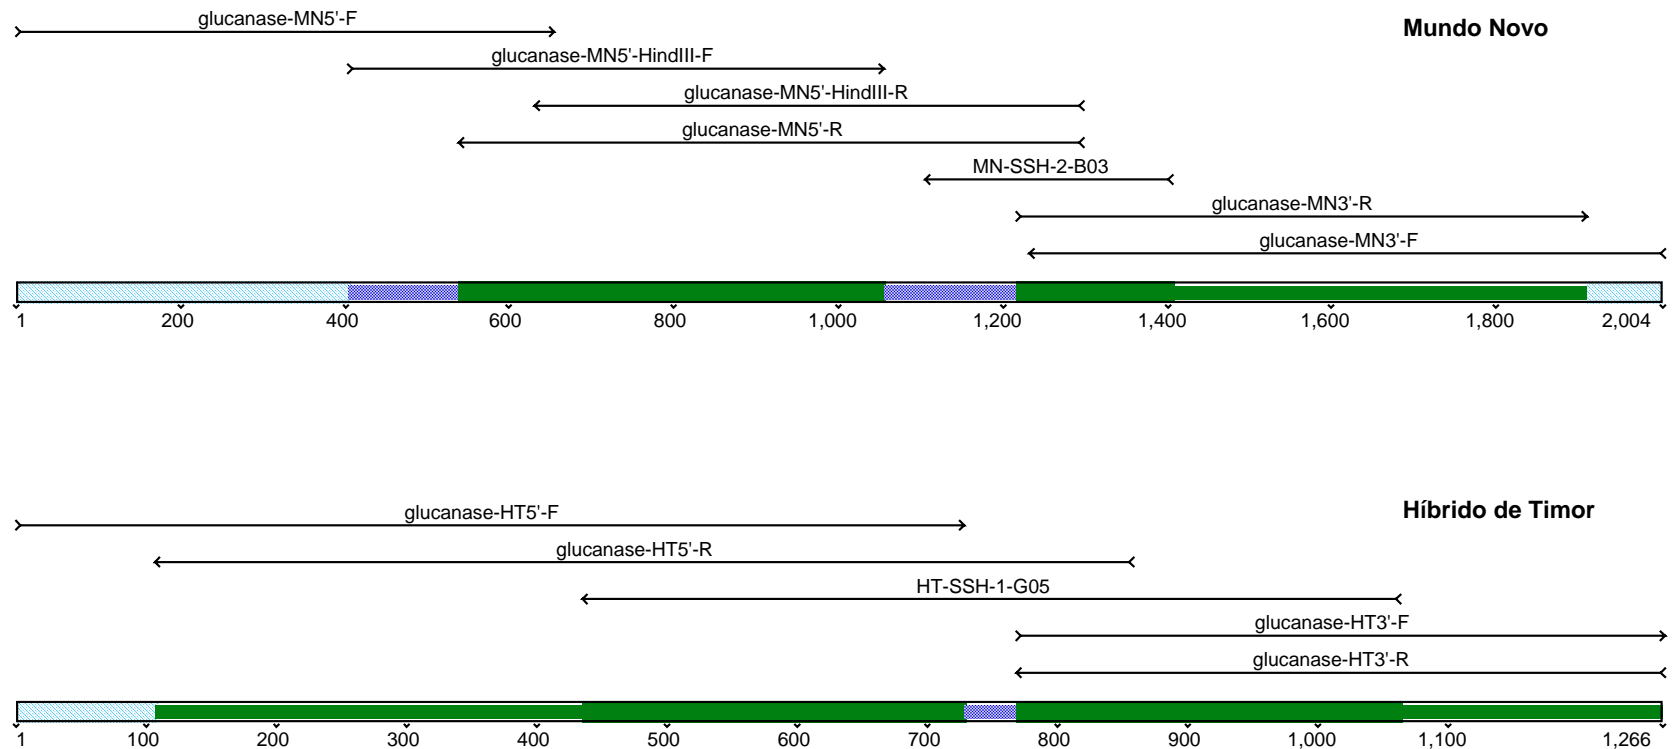 glucanase-MN5'-F
Mundo Novo
glucanase-MN5'-HindIII-F
glucanase-MN5'-HindIII-R
glucanase-MN5'-R
MN-SSH-2-B03
glucanase-MN3'-R
glucanase-MN3'-F
1 200 400 600 800 1,000 1,200 1,400 1,600 1,800 2,004
Híbrido de Timor
glucanase-HT5'-F
glucanase-HT5'-R
HT-SSH-1-G05
glucanase-HT3'-F
glucanase-HT3'-R
1 100 200 300 400 500 600 700 800 900 1,000 1,100 1,266